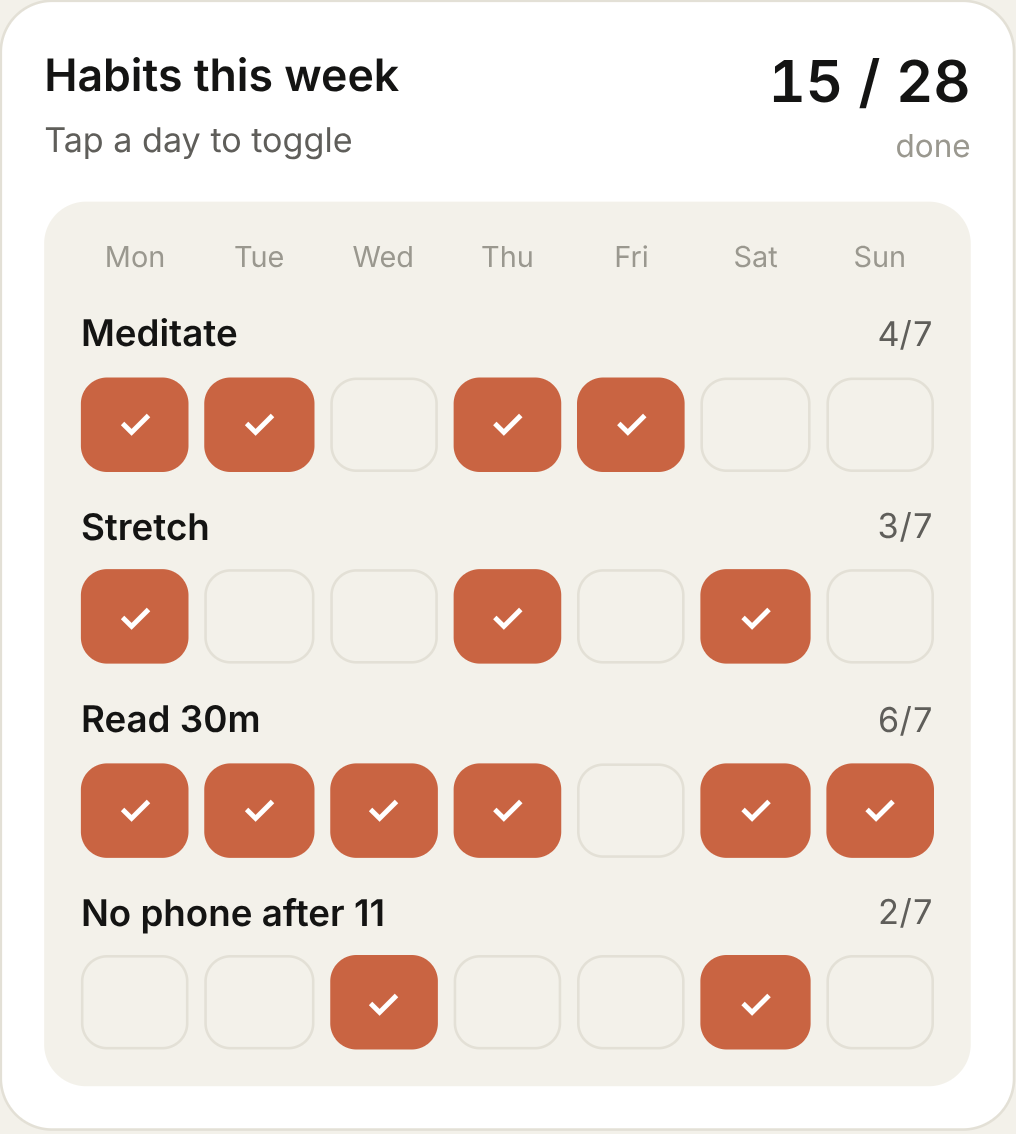 Habits this week
15 / 28
Tap a day to toggle
done
Mon Tue Wed Thu Fri Sat Sun
Meditate 4/7
Stretch 3/7
Read 30m 6/7
No phone after 11 2/7